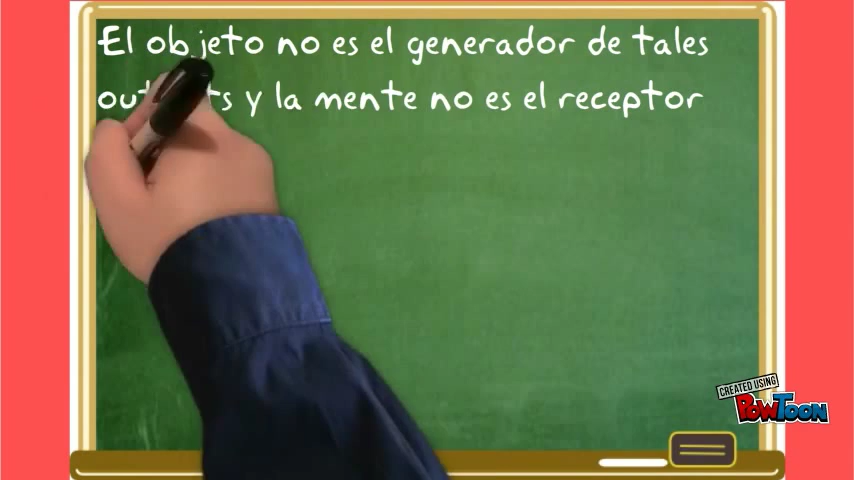 El objeto no es el generador de tales
y la mente no es el receptor
CREATED USING
POWTOON